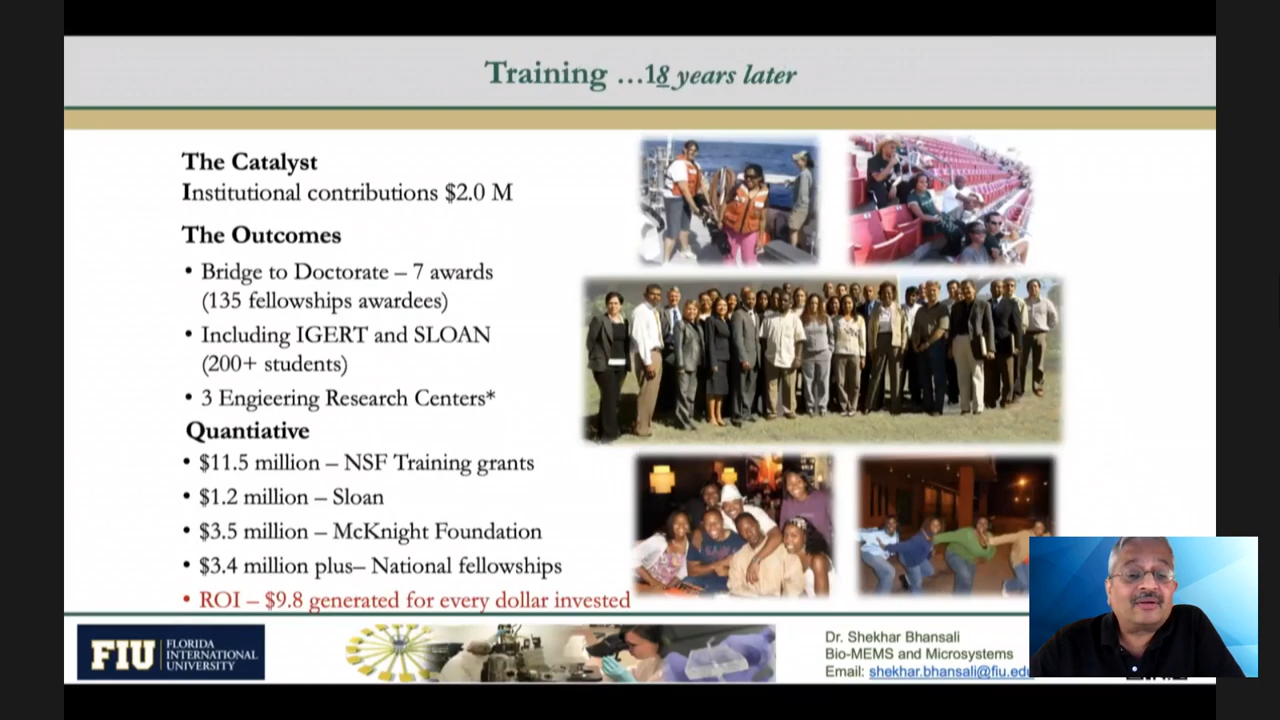 Training ...18 years later
The Catalyst
Institutional contributions $2.0 M
The Outcomes
• Bridge to Doctorate – 7 awards
(135 fellowships awardees)
• Including IGERT and SLOAN
(200+ students)
• 3 Engieering Research Centers*
Quantiative
• $11.5 million – NSF Training grants
• $1.2 million – Sloan
• $3.5 million – McKnight Foundation
• $3.4 million plus– National fellowships
• ROI – $9.8 generated for every dollar invested
FIU
FLORIDA
INTERNATIONAL
UNIVERSITY
Dr. Shekhar Bhansali
Bio-MEMS and Microsystems
Email: shekhar.bhansali@fiu.edu